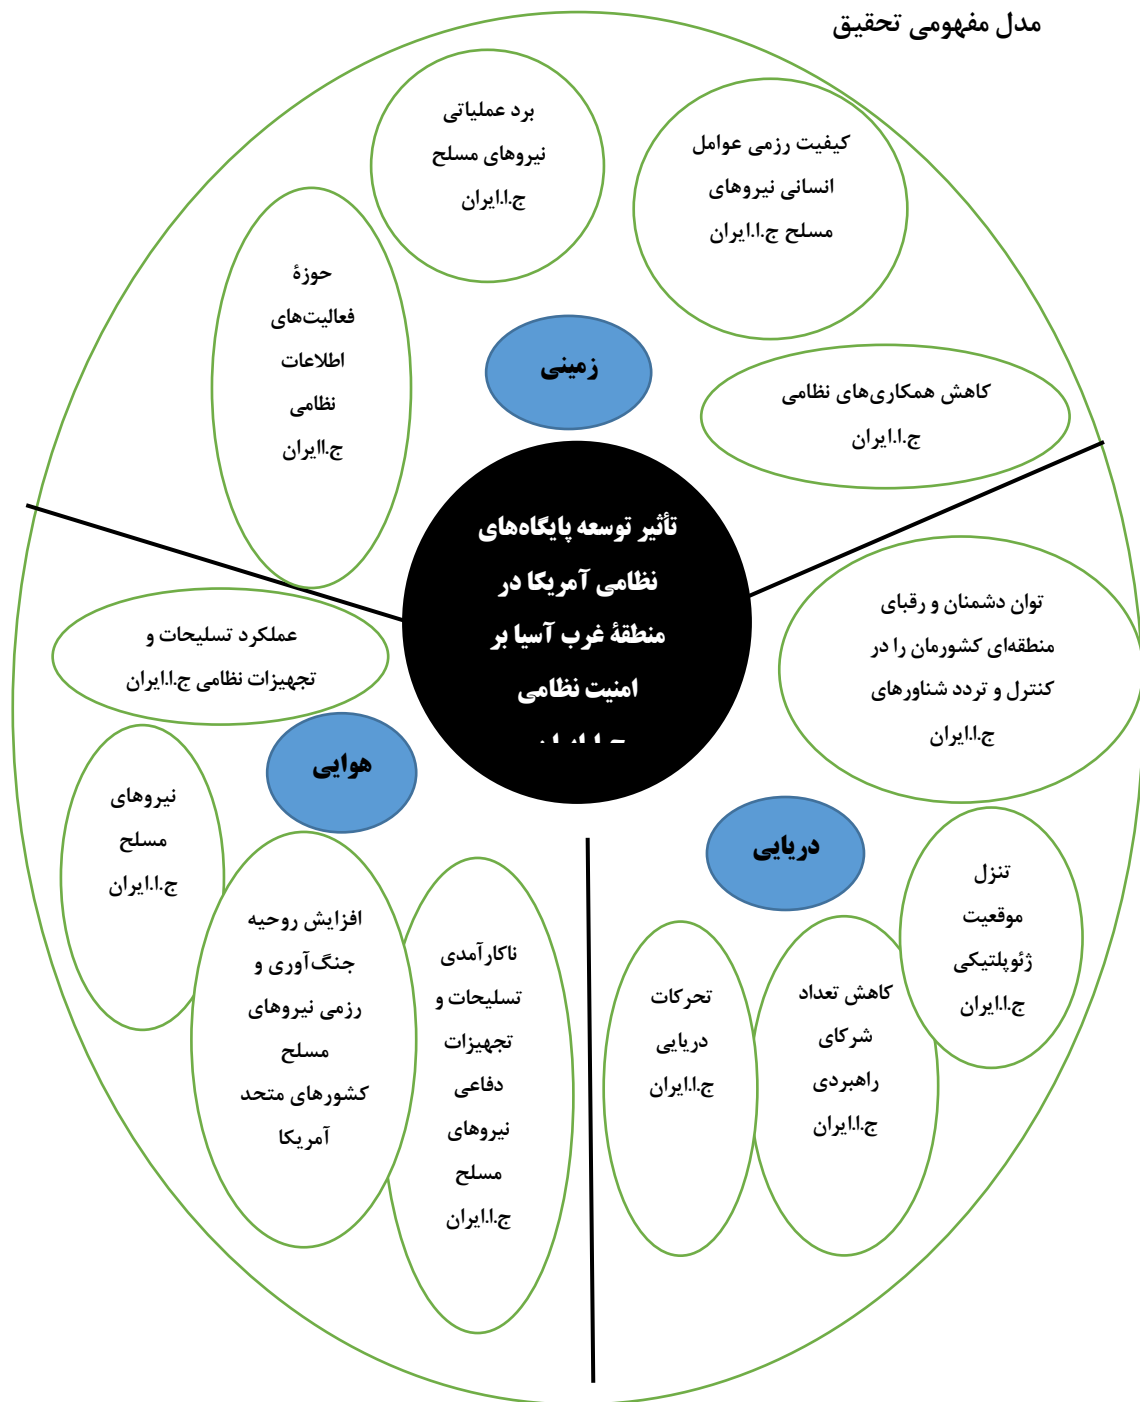 مدل مفهومی تحقیق
برد عملیاتی
نیروهای مسلح
ج.ا.ایران
کیفیت رزمی عوامل
انسانی نیروهای
مسلح ج.ا.ایران
حوزۀ
فعالیت‌های
اطلاعات
نظامی
ج.اایران
زمینی
کاهش همکاری‌های نظامی
ج.ا.ایران
تأثیر توسعه پایگاه‌های
نظامی آمریکا در
منطقۀ غرب آسیا بر
امنیت نظامی
ج.ا.ایران
توان دشمنان و رقبای
منطقه‌ای کشورمان را در
کنترل و تردد شناورهای
ج.ا.ایران
عملکرد تسلیحات و
تجهیزات نظامی ج.ا.ایران
هوایی
نیروهای
مسلح
ج.ا.ایران
افزایش روحیه
جنگ‌آوری و
رزمی نیروهای
مسلح
کشورهای متحد
آمریکا
ناکارآمدی
تسلیحات و
تجهیزات
دفاعی
نیروهای
مسلح
ج.ا.ایران
دریایی
تنزل
موقعیت
ژئوپلتیکی
ج.ا.ایران
کاهش تعداد
شرکای
راهبردی
ج.ا.ایران
تحرکات
دریایی
ج.ا.ایران